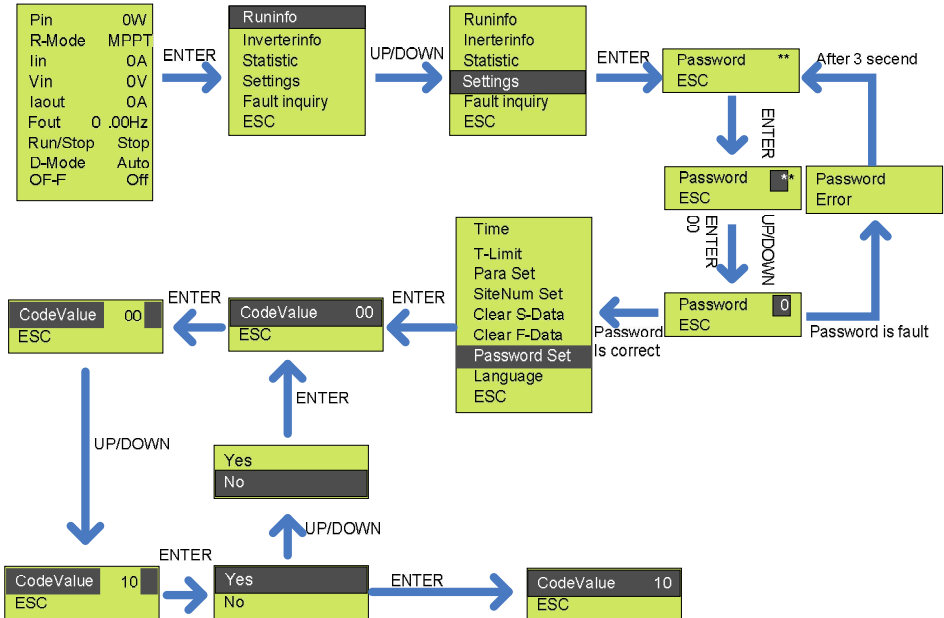 Pin 0W
R-Mode MPPT
Iin 0A
Vin 0V
Iaout 0A
Fout 0 .00Hz
Run/Stop Stop
D-Mode Auto
OF-F Off
ENTER
Runinfo
Inverterinfo
Statistic
Settings
Fault inquiry
ESC
UP/DOWN
Runinfo
Inerterinfo
Statistic
Settings
Fault inquiry
ESC
ENTER
Password **
ESC
After 3 secend
ENTER
Password **
ESC
Password
Error
UP/DOWN
ENTER
00
Password 0
ESC
Password is fault
Password
Is correct
Time
T-Limit
Para Set
SiteNum Set
Clear S-Data
Clear F-Data
Password Set
Language
ESC
ENTER
CodeValue 00
ESC
ENTER
CodeValue 00
ESC
UP/DOWN
CodeValue 10
ESC
ENTER
Yes
No
UP/DOWN
Yes
No
ENTER
ENTER
CodeValue 10
ESC